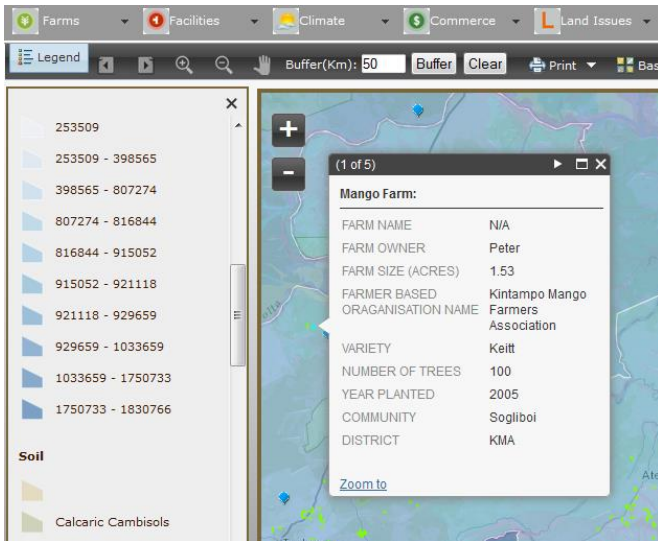 Farms Facilities Climate Commerce L Land Issues
Legend Buffer(Km): 50 Buffer Clear Print Bas
253509
253509 - 398565
398565 - 807274
807274 - 816844
816844 - 915052
915052 - 921118
921118 - 929659
929659 - 1033659
1033659 - 1750733
1750733 - 1830766
Soil
Calcaric Cambisols
(1 of 5)
Mango Farm:
FARM NAME N/A
FARM OWNER Peter
FARM SIZE (ACRES) 1.53
FARMER BASED Kintampo Mango
ORAGANISATION NAME Farmers
Association
VARIETY Keitt
NUMBER OF TREES 100
YEAR PLANTED 2005
COMMUNITY Sogliboi
DISTRICT KMA
Zoom to
Ate